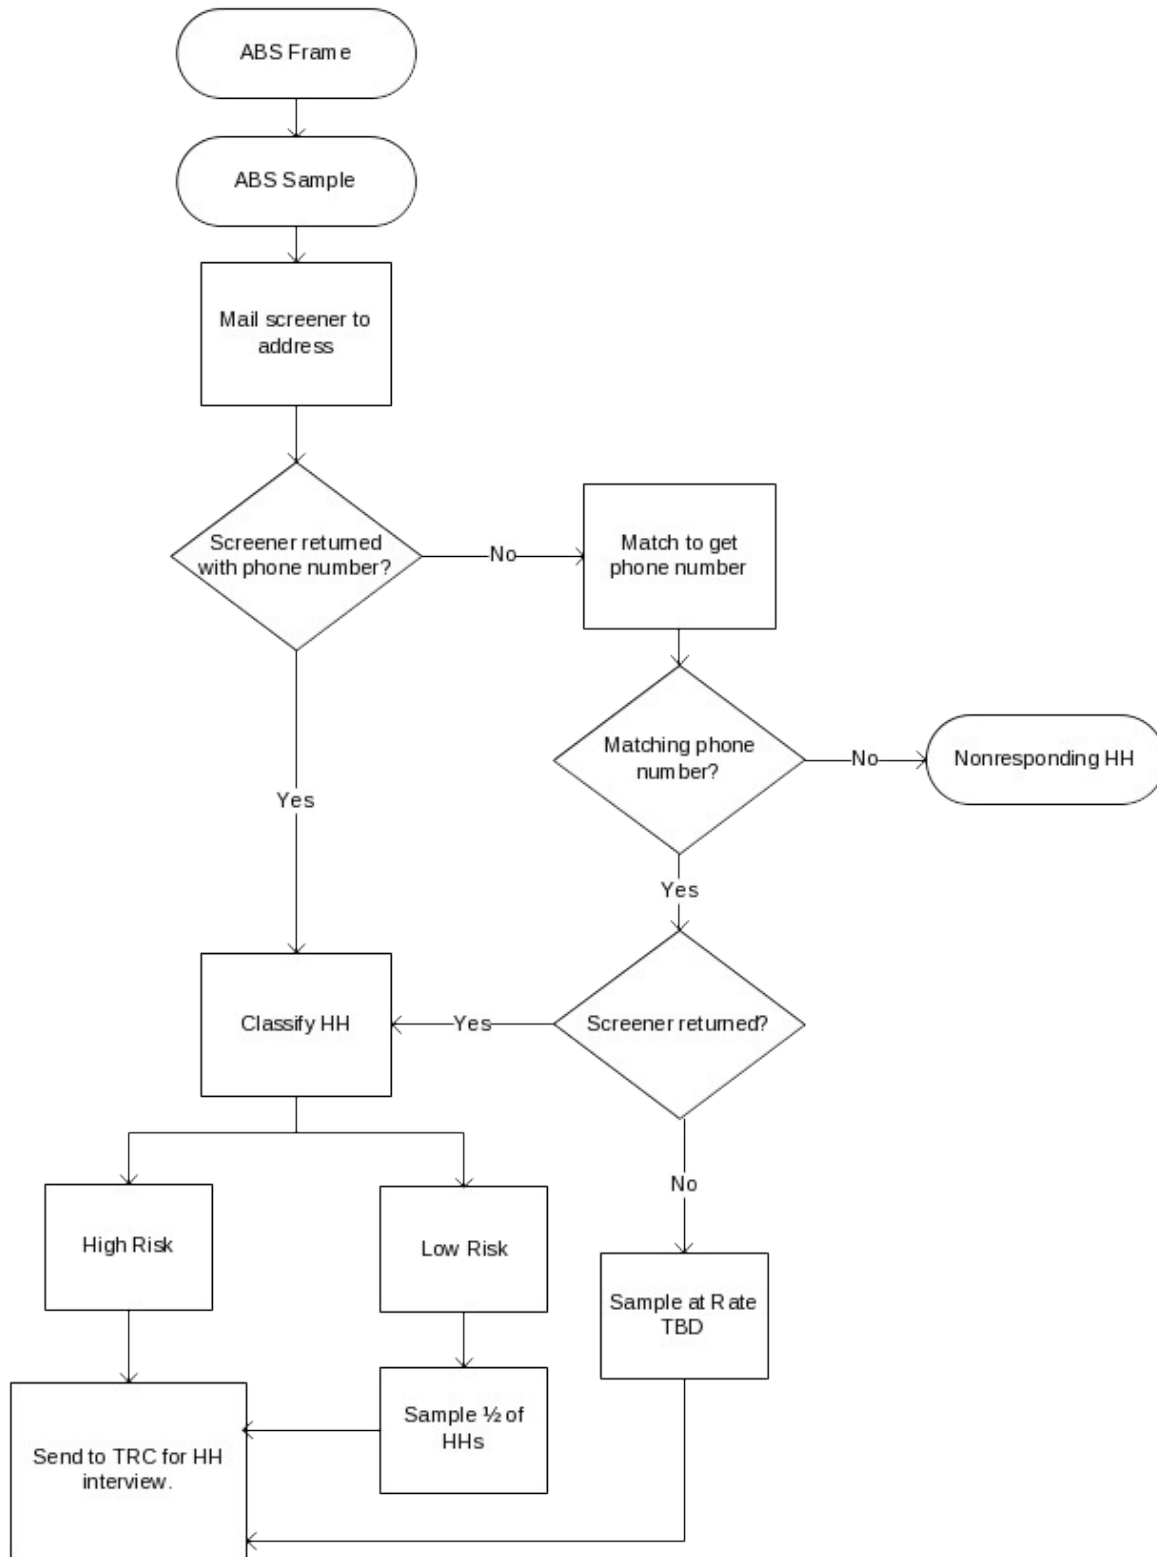 ABS Frame
ABS Sample
Mail screener to
address
Screener returned
with phone number?
No
Match to get
phone number
Matching phone
number?
No
Nonresponding HH
Yes
Yes
Classify HH
Yes
Screener returned?
No
High Risk
Low Risk
Sample at Rate
TBD
Sample ½ of
HHs
Send to TRC for HH
interview.